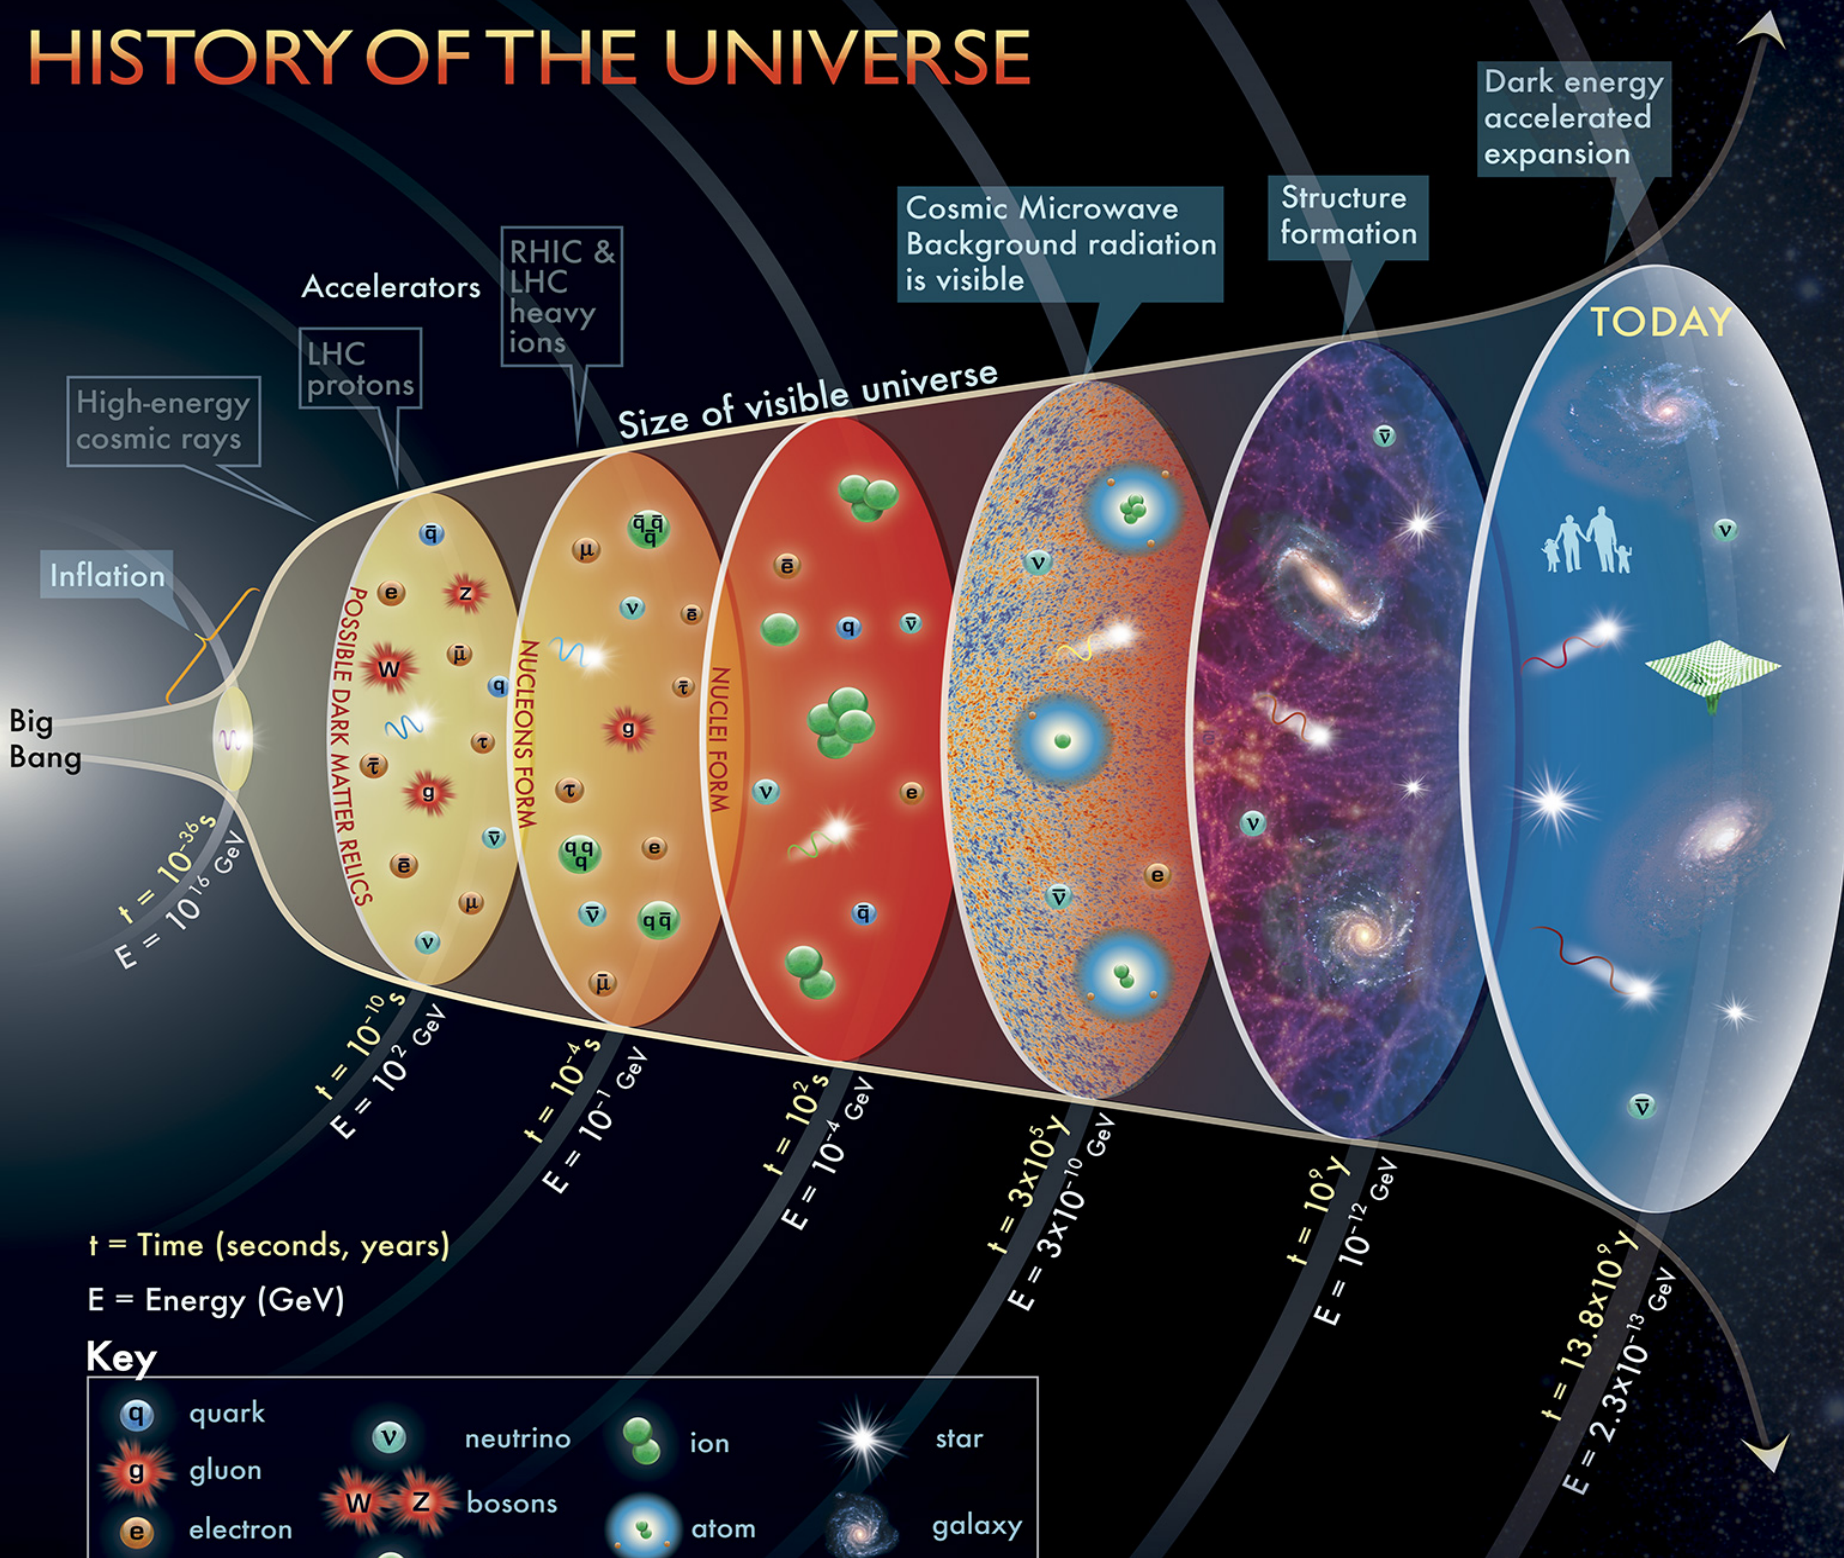 HISTORY OF THE UNIVERSE
Dark energy
accelerated
expansion
Structure
formation
Cosmic Microwave
Background radiation
is visible
RHIC &
LHC
heavy
ions
Accelerators
LHC
protons
High-energy
cosmic rays
Size of visible universe
Inflation
Big
Bang
TODAY
POSSIBLE DARK MATTER RELICS
q̅
e
Z
W
μ̅
q
τ
τ̅
g
ν̅
e̅
μ
ν
NUCLEONS FORM
q̅ q̅
q̅
μ
ν
e̅
τ̅
g
τ
q q
q
e
ν̅
q q̅
μ̅
NUCLEI FORM
e̅
q
ν̅
ν
e
q̅
ν
ν̅
e
ν̅
ν
ν
ν̅
t = 10⁻³⁶ s
E = 10¹⁶ GeV
t = 10⁻¹⁰ s
E = 10² GeV
t = 10⁻⁴ s
E = 10⁻¹ GeV
t = 10² s
E = 10⁻⁴ GeV
t = 3x10⁵ y
E = 3x10⁻¹⁰ GeV
t = 10⁹ y
E = 10⁻¹² GeV
t = 13.8x10⁹ y
E = 2.3x10⁻¹³ GeV
t = Time (seconds, years)
E = Energy (GeV)
Key
q quark
g gluon
e electron
ν neutrino
W Z bosons
ion
atom
star
galaxy